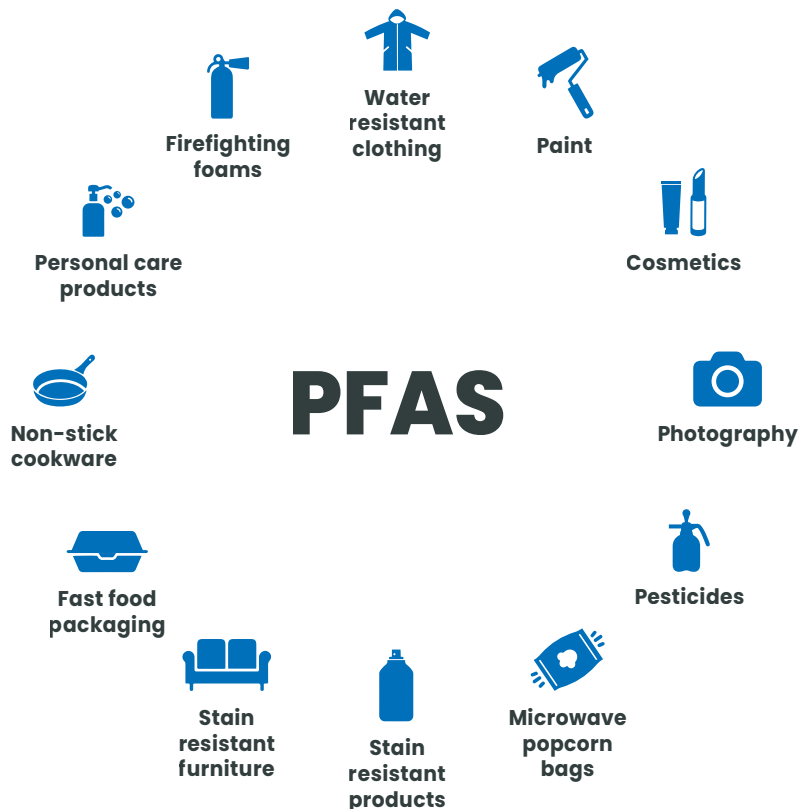 Water
resistant
clothing
Firefighting
foams
Paint
Personal care
products
Cosmetics
PFAS
Non-stick
cookware
Photography
Fast food
packaging
Pesticides
Stain
resistant
furniture
Stain
resistant
products
Microwave
popcorn
bags